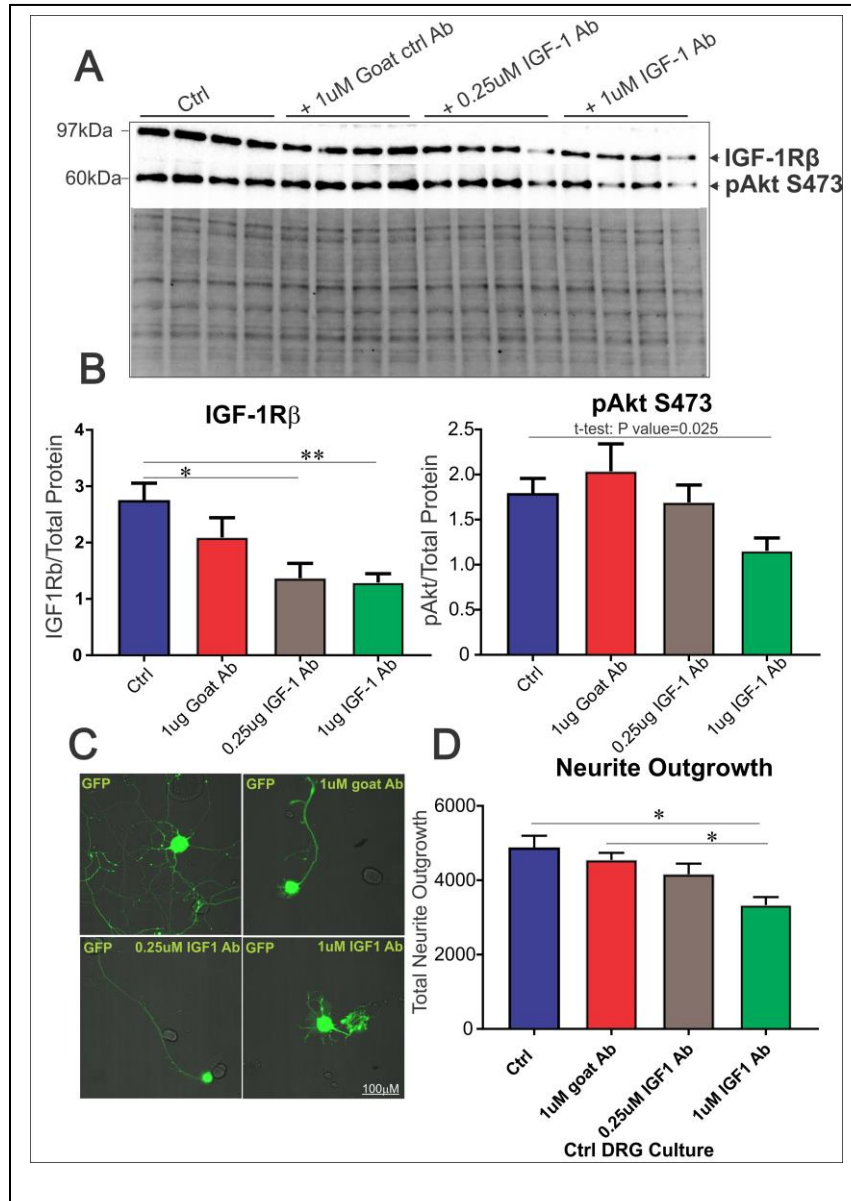 A
Ctrl
+ 1uM Goat ctrl Ab
+ 0.25uM IGF-1 Ab
+ 1uM IGF-1 Ab
97kDa
60kDa
IGF-1Rβ
pAkt S473
B
IGF-1Rβ
IGF1Rb/Total Protein
4
3
2
1
0
*
**
Ctrl
1ug Goat Ab
0.25ug IGF-1 Ab
1ug IGF-1 Ab
pAkt S473
t-test: P value=0.025
pAkt/Total Protein
2.5
2.0
1.5
1.0
0.5
0.0
Ctrl
1ug Goat Ab
0.25ug IGF-1 Ab
1ug IGF-1 Ab
C
GFP
GFP 1uM goat Ab
GFP 0.25uM IGF1 Ab
GFP 1uM IGF1 Ab
100µM
D
Neurite Outgrowth
Total Neurite Outgrowth
6000
4000
2000
0
*
*
Ctrl
1uM goat Ab
0.25uM IGF1 Ab
1uM IGF1 Ab
Ctrl DRG Culture